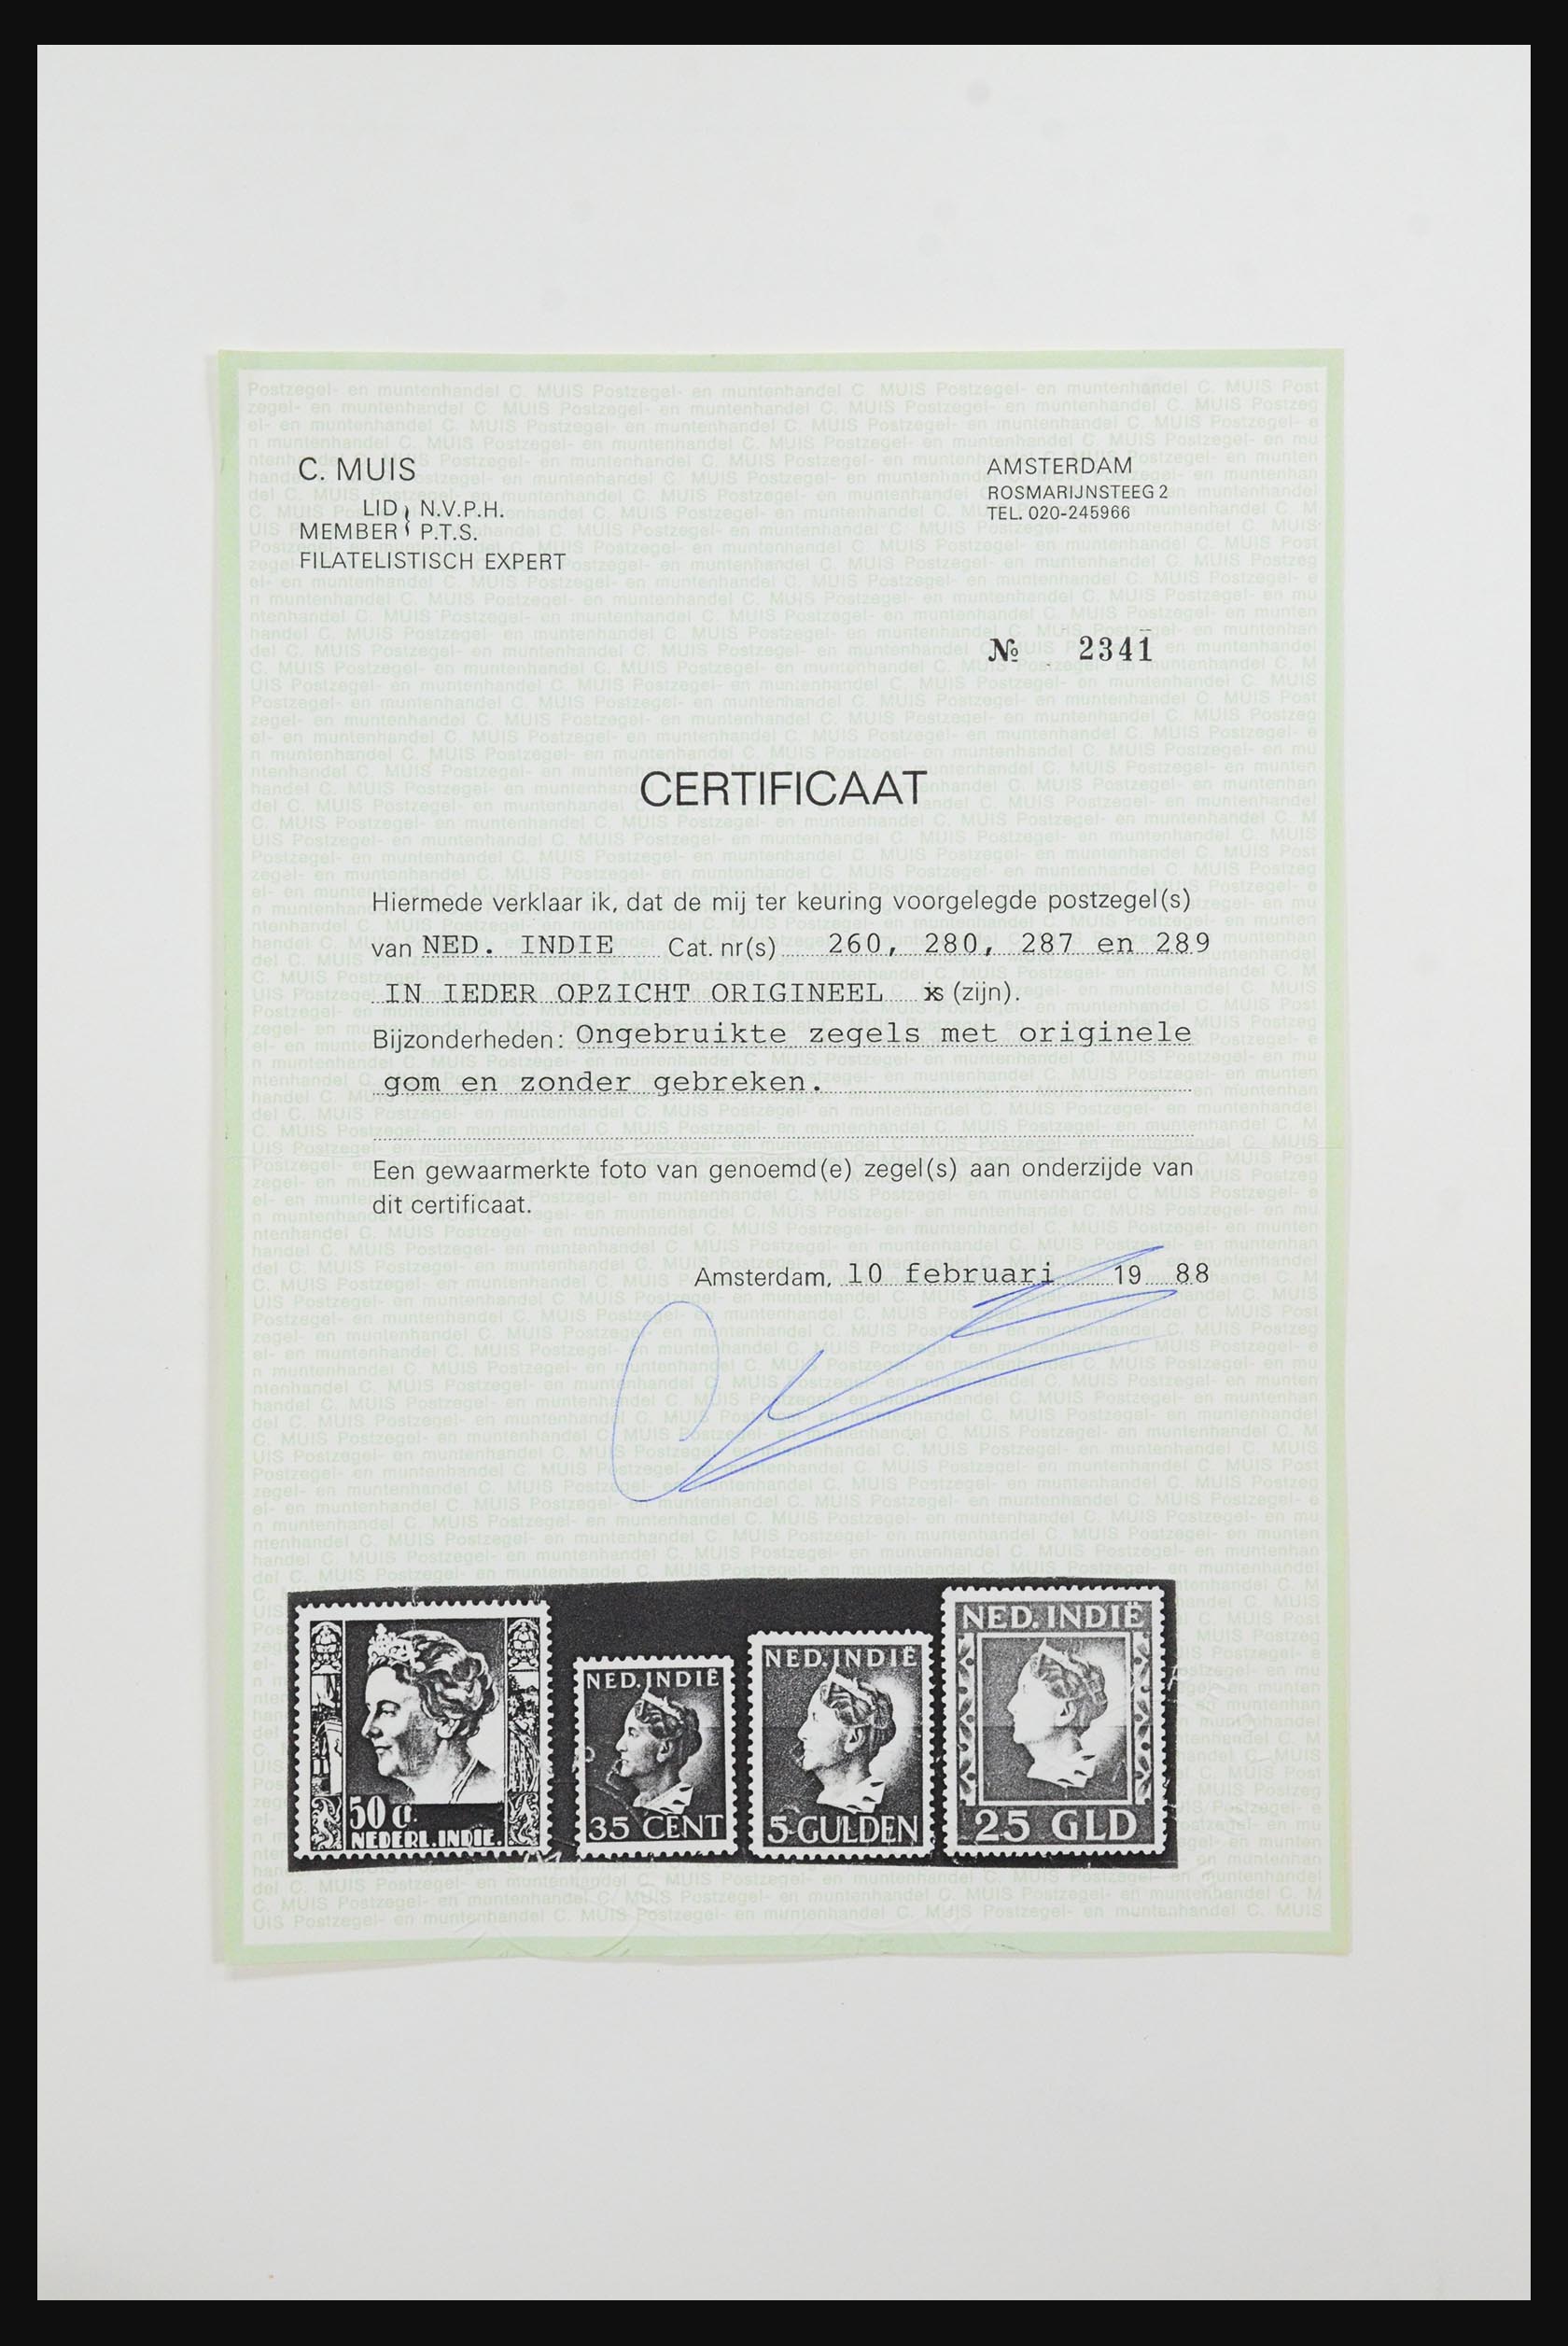 C. MUIS
LID } N.V.P.H.
MEMBER } P.T.S.
FILATELISTISCH EXPERT
AMSTERDAM
ROSMARIJNSTEEG 2
TEL. 020-245966
№ 2341
CERTIFICAAT
Hiermede verklaar ik, dat de mij ter keuring voorgelegde postzegel(s)
van NED. INDIE Cat. nr(s) 260, 280, 287 en 289
IN IEDER OPZICHT ORIGINEEL is (zijn).
Bijzonderheden: Ongebruikte zegels met originele
gom en zonder gebreken.
Een gewaarmerkte foto van genoemd(e) zegel(s) aan onderzijde van
dit certificaat.
Amsterdam, 10 februari 19 88
50 ct.
NEDERL.INDIE.
NED.INDIË
35 CENT
NED.INDIË
5 GULDEN
NED.INDIË
25 GLD